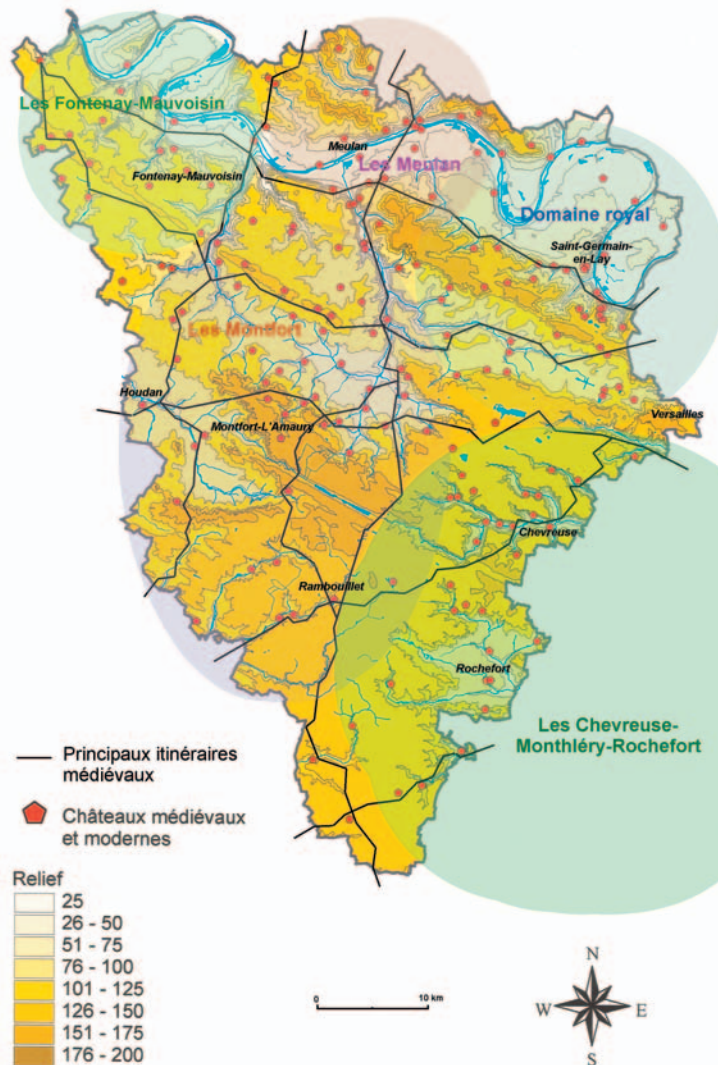 Les Fontenay-Mauvoisin
Meulan
Les Meulan
Fontenay-Mauvoisin
Domaine royal
Saint-Germain-
en-Lay
Les Montfort
Houdan
Montfort-L'Amaury
Versailles
Chevreuse
Rambouillet
Rochefort
Les Chevreuse-
Monthléry-Rochefort
Principaux itinéraires
médiévaux
Châteaux médiévaux
et modernes
Relief
25
26 - 50
51 - 75
76 - 100
101 - 125
126 - 150
151 - 175
176 - 200
0 10 km
N
W E
S